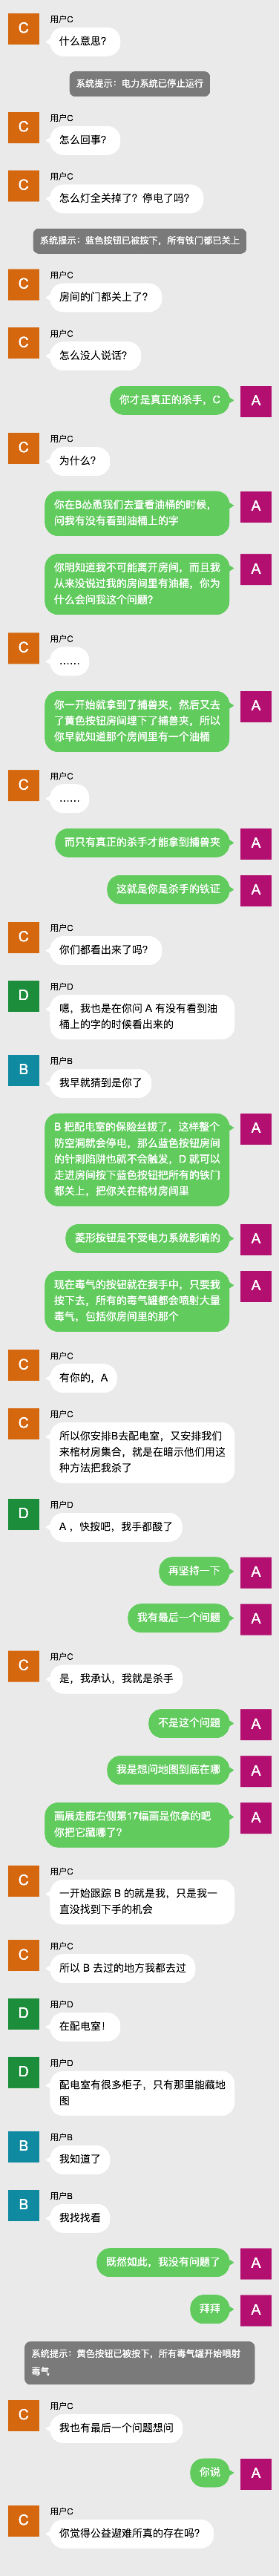 用户C
C
什么意思？
系统提示：电力系统已停止运行
用户C
C
怎么回事？
用户C
C
怎么灯全关掉了？停电了吗？
系统提示：蓝色按钮已被按下，所有铁门都已关上
用户C
C
房间的门都关上了？
用户C
C
怎么没人说话？
你才是真正的杀手，C
A
用户C
C
为什么？
你在B怂恿我们去查看油桶的时候，
问我有没有看到油桶上的字
A
你明知道我不可能离开房间，而且我
从来没说过我的房间里有油桶，你为
什么会问我这个问题？
A
用户C
C
……
你一开始就拿到了捕兽夹，然后又去
了黄色按钮房间埋下了捕兽夹，所以
你早就知道那个房间里有一个油桶
A
用户C
C
……
而只有真正的杀手才能拿到捕兽夹
A
这就是你是杀手的铁证
A
用户C
C
你们都看出来了吗？
用户D
D
嗯，我也是在你问 A 有没有看到油
桶上的字的时候看出来的
用户B
B
我早就猜到是你了
B 把配电室的保险丝拔了，这样整个
防空洞就会停电，那么蓝色按钮房间
的针刺陷阱也就不会触发，D 就可以
走进房间按下蓝色按钮把所有的铁门
都关上，把你关在棺材房间里
A
菱形按钮是不受电力系统影响的
A
现在毒气的按钮就在我手中，只要我
按下去，所有的毒气罐都会喷射大量
毒气，包括你房间里的那个
A
用户C
C
有你的，A
用户C
C
所以你安排B去配电室，又安排我们
来棺材房集合，就是在暗示他们用这
种方法把我杀了
用户D
D
A ，快按吧，我手都酸了
再坚持一下
A
我有最后一个问题
A
用户C
C
是，我承认，我就是杀手
不是这个问题
A
我是想问地图到底在哪
A
画展走廊右侧第17幅画是你拿的吧
你把它藏哪了？
A
用户C
C
一开始跟踪 B 的就是我，只是我一
直没找到下手的机会
用户C
C
所以 B 去过的地方我都去过
用户D
D
在配电室！
用户D
D
配电室有很多柜子，只有那里能藏地
图
用户B
B
我知道了
用户B
B
我找找看
既然如此，我没有问题了
A
拜拜
A
系统提示：黄色按钮已被按下，所有毒气罐开始喷射
毒气
用户C
C
我也有最后一个问题想问
你说
A
用户C
C
你觉得公益避难所真的存在吗？